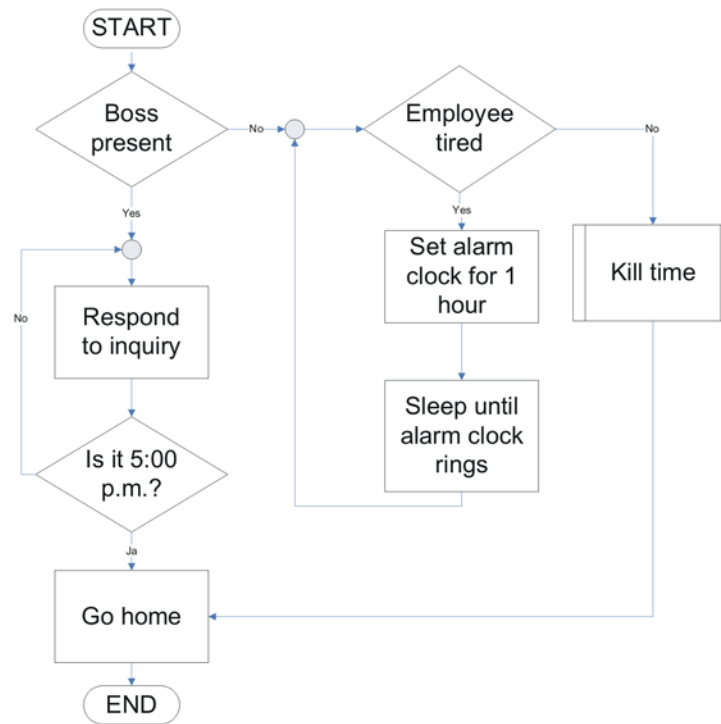 START
Boss
present
No
Employee
tired
No
Yes
Yes
Set alarm
clock for 1
hour
Kill time
No
Respond
to inquiry
Sleep until
alarm clock
rings
Is it 5:00
p.m.?
Ja
Go home
END